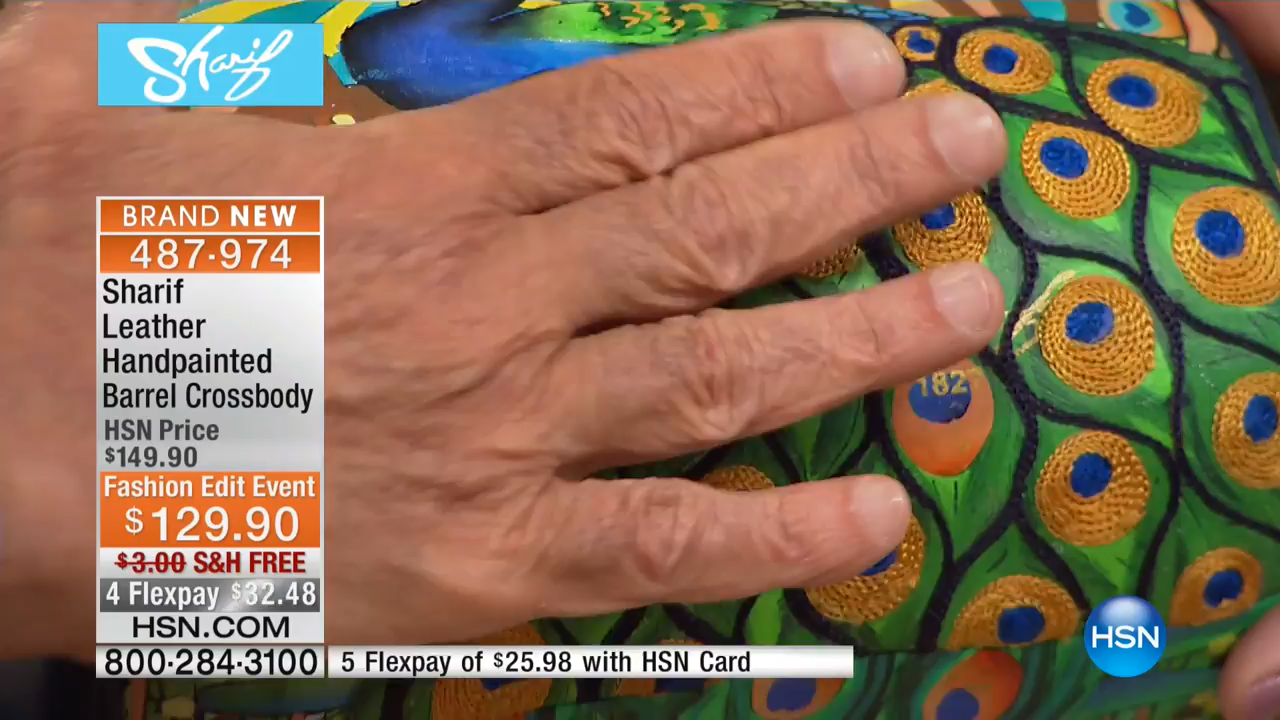 Sharif
BRAND NEW
487·974
Sharif
Leather
Handpainted
Barrel Crossbody
HSN Price
$149.90
Fashion Edit Event
$129.90
$3.00 S&H FREE
4 Flexpay $32.48
HSN.COM
800·284·3100
5 Flexpay of $25.98 with HSN Card
HSN
182